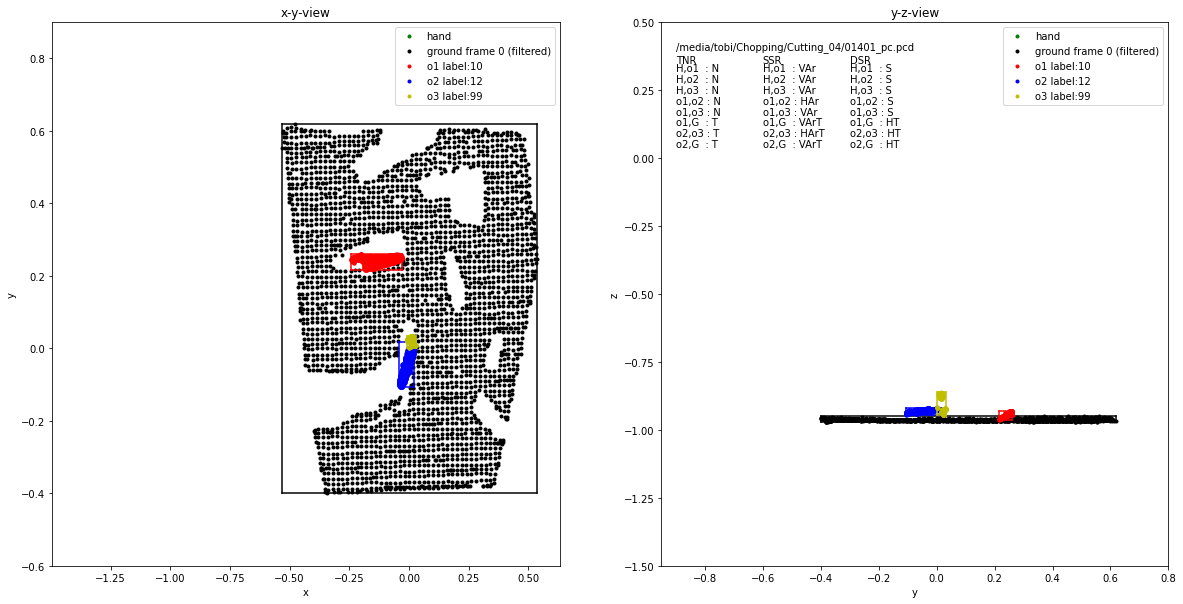 x-y-view
hand
ground frame 0 (filtered)
o1 label:10
o2 label:12
o3 label:99
0.8
0.6
0.4
0.2
0.0
−0.2
−0.4
−0.6
y
−1.25
−1.00
−0.75
−0.50
−0.25
0.00
0.25
0.50
x
y-z-view
/media/tobi/Chopping/Cutting_04/01401_pc.pcd
TNR SSR DSR
H,o1 : N H,o1 : VAr H,o1 : S
H,o2 : N H,o2 : VAr H,o2 : S
H,o3 : N H,o3 : VAr H,o3 : S
o1,o2 : N o1,o2 : HAr o1,o2 : S
o1,o3 : N o1,o3 : VAr o1,o3 : S
o1,G : T o1,G : VArT o1,G : HT
o2,o3 : T o2,o3 : HArT o2,o3 : HT
o2,G : T o2,G : VArT o2,G : HT
hand
ground frame 0 (filtered)
o1 label:10
o2 label:12
o3 label:99
0.50
0.25
0.00
−0.25
−0.50
−0.75
−1.00
−1.25
−1.50
z
−0.8
−0.6
−0.4
−0.2
0.0
0.2
0.4
0.6
0.8
y